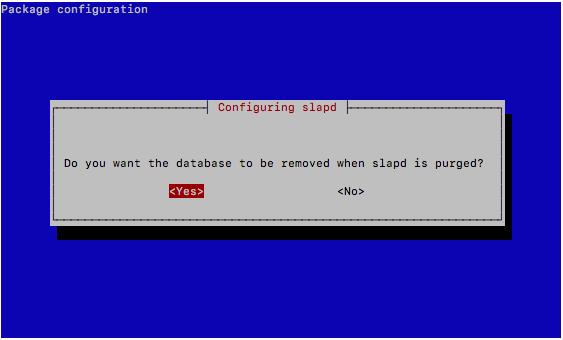 Package configuration
Configuring slapd
Do you want the database to be removed when slapd is purged?
<Yes> <No>